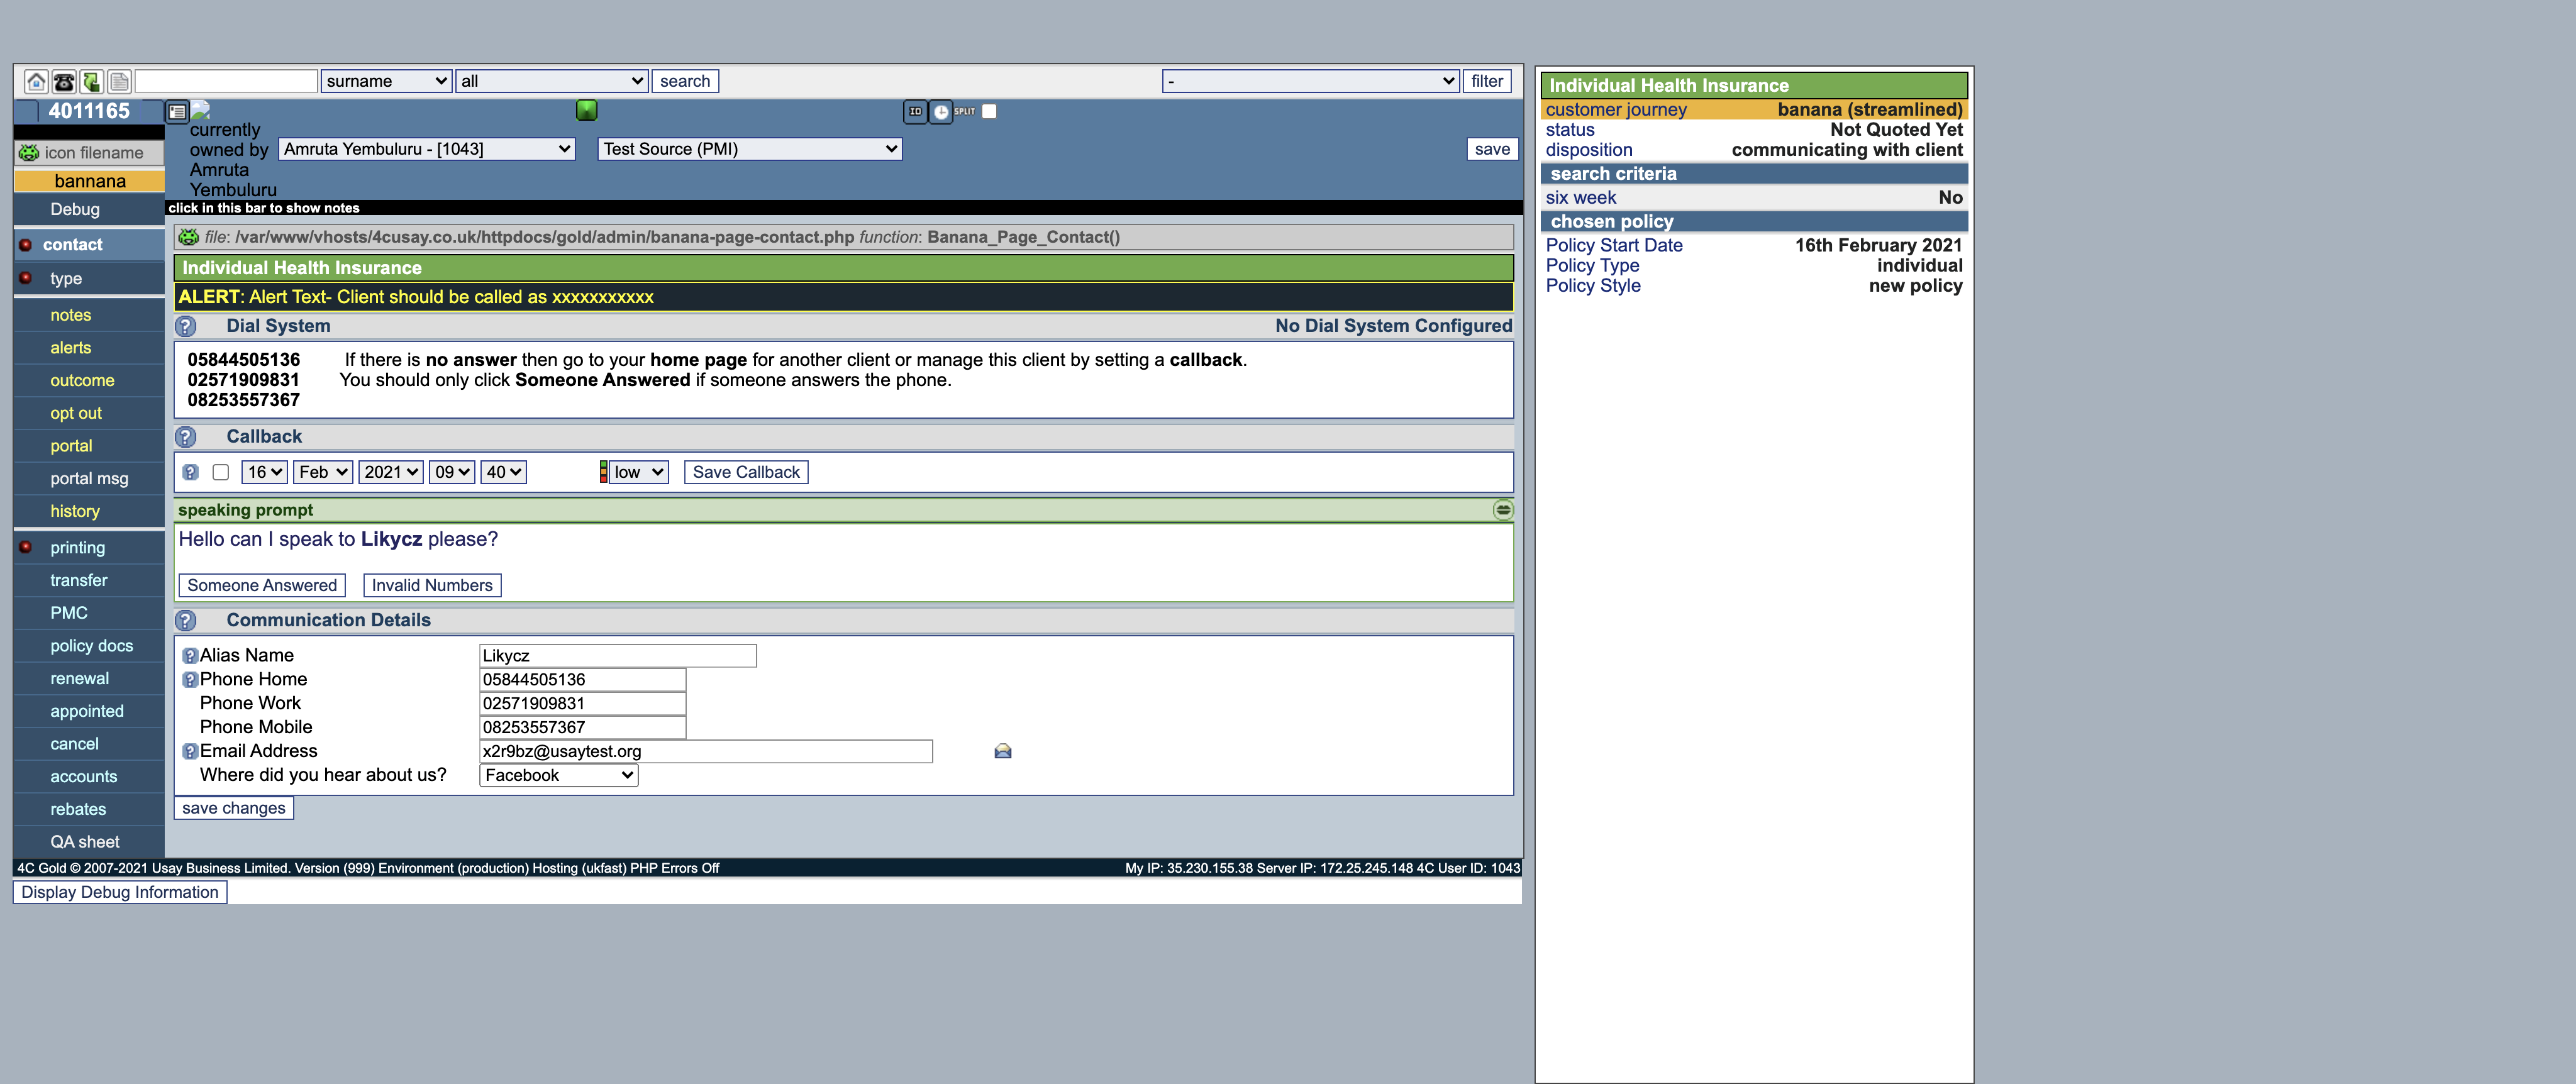 surname all search - filter
4011165 ID SPLIT
currently owned by Amruta Yembuluru
Amruta Yembuluru - [1043] Test Source (PMI) save
icon filename
bannana
Debug
contact
type
notes
alerts
outcome
opt out
portal
portal msg
history
printing
transfer
PMC
policy docs
renewal
appointed
cancel
accounts
rebates
QA sheet
click in this bar to show notes
file: /var/www/vhosts/4cusay.co.uk/httpdocs/gold/admin/banana-page-contact.php function: Banana_Page_Contact()
Individual Health Insurance
ALERT: Alert Text- Client should be called as xxxxxxxxxxx
? Dial System No Dial System Configured
05844505136 If there is no answer then go to your home page for another client or manage this client by setting a callback.
02571909831 You should only click Someone Answered if someone answers the phone.
08253557367
? Callback
? 16 Feb 2021 09 40 low Save Callback
speaking prompt
Hello can I speak to Likycz please?
Someone Answered Invalid Numbers
? Communication Details
? Alias Name Likycz
? Phone Home 05844505136
Phone Work 02571909831
Phone Mobile 08253557367
? Email Address x2r9bz@usaytest.org
Where did you hear about us? Facebook
save changes
4C Gold © 2007-2021 Usay Business Limited. Version (999) Environment (production) Hosting (ukfast) PHP Errors Off My IP: 35.230.155.38 Server IP: 172.25.245.148 4C User ID: 1043
Display Debug Information
Individual Health Insurance
customer journey banana (streamlined)
status Not Quoted Yet
disposition communicating with client
search criteria
six week No
chosen policy
Policy Start Date 16th February 2021
Policy Type individual
Policy Style new policy